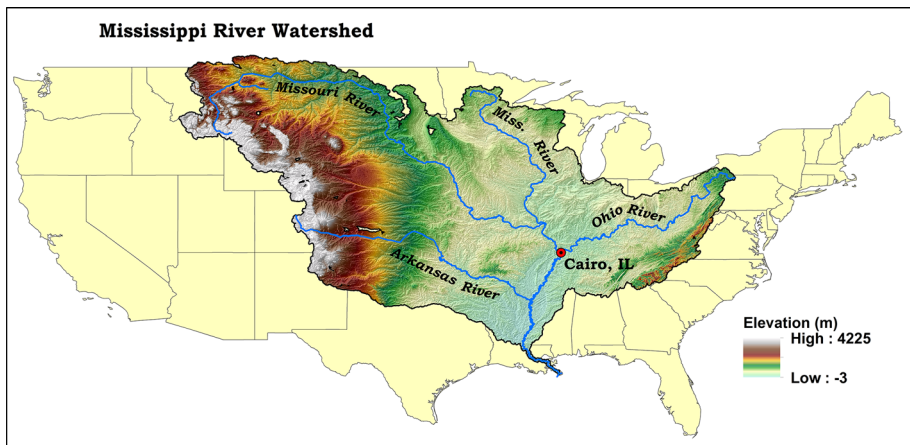 Mississippi River Watershed
Missouri River
Miss. River
Ohio River
Cairo, IL
Arkansas River
Elevation (m)
High : 4225
Low : -3